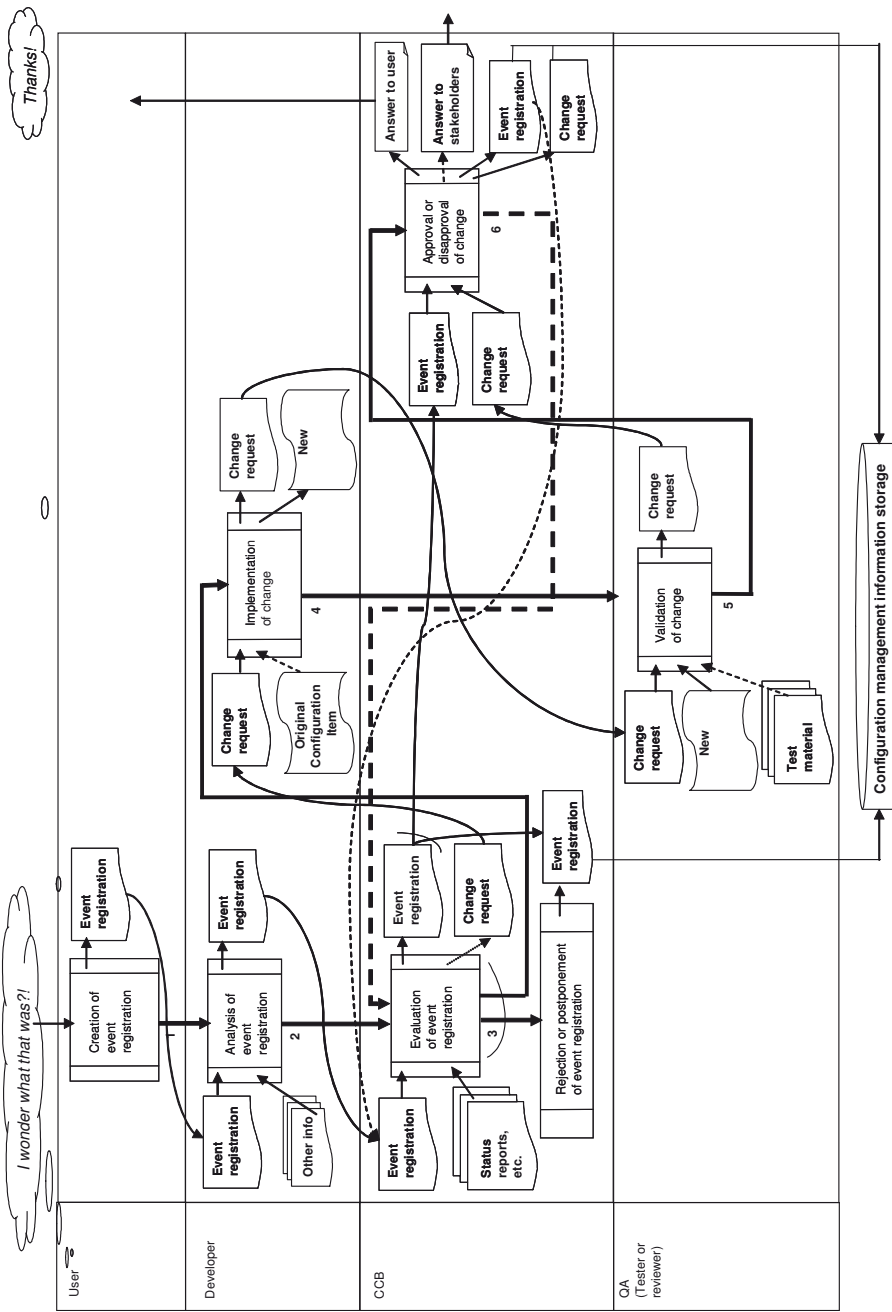 I wonder what that was?!
Thanks!
User
Creation of
event
registration
Event
registration
1
Developer
Event
registration
Other info
Analysis of
event
registration
Event
registration
2
Change
request
Original
Configuration
Item
Implementation
of change
Change
request
New
4
CCB
Event
registration
Status
reports,
etc.
Evaluation
of event
registration
3
Event
registration
Change
request
Rejection or postponement
of event registration
Event
registration
Event
registration
Change
request
Approval or
disapproval
of change
6
Answer to user
Answer to
stakeholders
Event
registration
Change
request
QA
(Tester or
reviewer)
Change
request
New
Test
material
Validation
of change
Change
request
5
Configuration management information storage